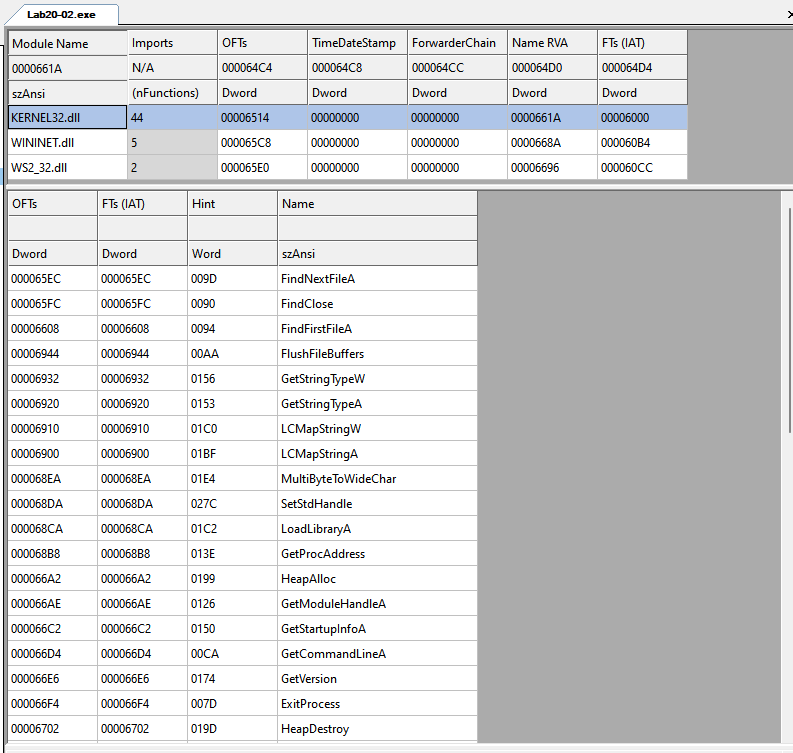 Lab20-02.exe
Module Name Imports OFTs TimeDateStamp ForwarderChain Name RVA FTs (IAT)
0000661A N/A 000064C4 000064C8 000064CC 000064D0 000064D4
szAnsi (nFunctions) Dword Dword Dword Dword Dword
KERNEL32.dll 44 00006514 00000000 00000000 0000661A 00006000
WININET.dll 5 000065C8 00000000 00000000 0000668A 000060B4
WS2_32.dll 2 000065E0 00000000 00000000 00006696 000060CC
OFTs FTs (IAT) Hint Name
Dword Dword Word szAnsi
000065EC 000065EC 009D FindNextFileA
000065FC 000065FC 0090 FindClose
00006608 00006608 0094 FindFirstFileA
00006944 00006944 00AA FlushFileBuffers
00006932 00006932 0156 GetStringTypeW
00006920 00006920 0153 GetStringTypeA
00006910 00006910 01C0 LCMapStringW
00006900 00006900 01BF LCMapStringA
000068EA 000068EA 01E4 MultiByteToWideChar
000068DA 000068DA 027C SetStdHandle
000068CA 000068CA 01C2 LoadLibraryA
000068B8 000068B8 013E GetProcAddress
000066A2 000066A2 0199 HeapAlloc
000066AE 000066AE 0126 GetModuleHandleA
000066C2 000066C2 0150 GetStartupInfoA
000066D4 000066D4 00CA GetCommandLineA
000066E6 000066E6 0174 GetVersion
000066F4 000066F4 007D ExitProcess
00006702 00006702 019D HeapDestroy